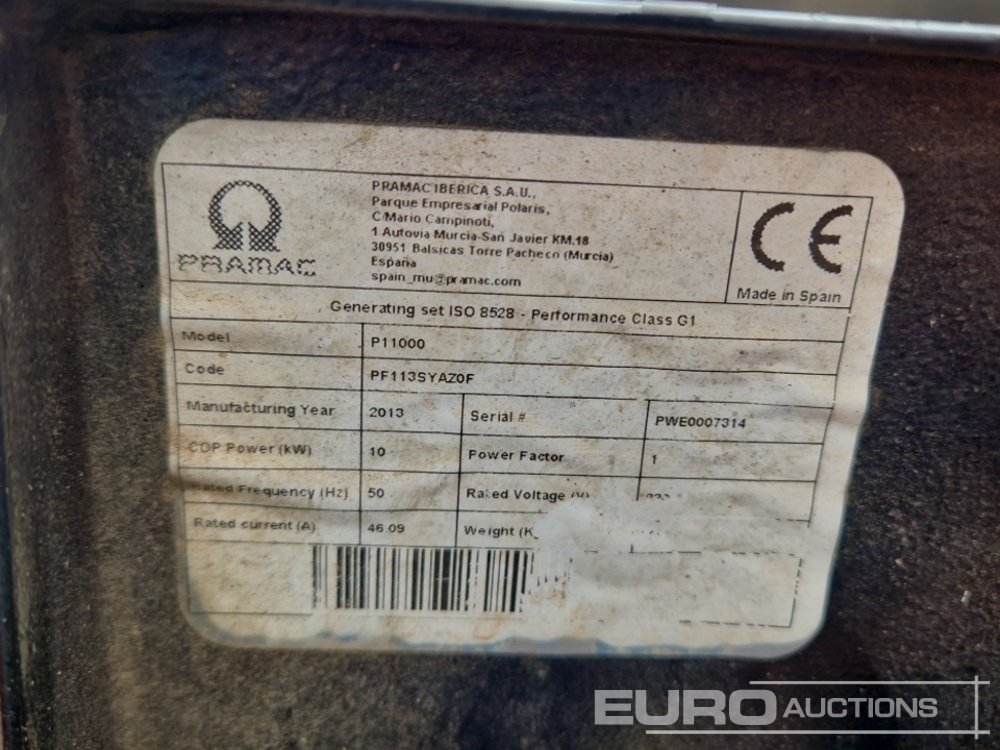 PRAMAC
PRAMAC IBERICA S.A.U.,
Parque Empresarial Polaris,
C/Mario Campinoti,
1 Autovia Murcia-San Javier KM.18
30951 Balsicas Torre Pacheco (Murcia)
España
spain_mu@pramac.com
CE
Made in Spain
Generating set ISO 8528 - Performance Class G1
Model P11000
Code PF113SYAZ0F
Manufacturing Year 2013 Serial # PWE0007314
COP Power (kW) 10 Power Factor 1
Rated Frequency (Hz) 50 Rated Voltage
Rated current (A) 46.09 Weight
EURO AUCTIONS